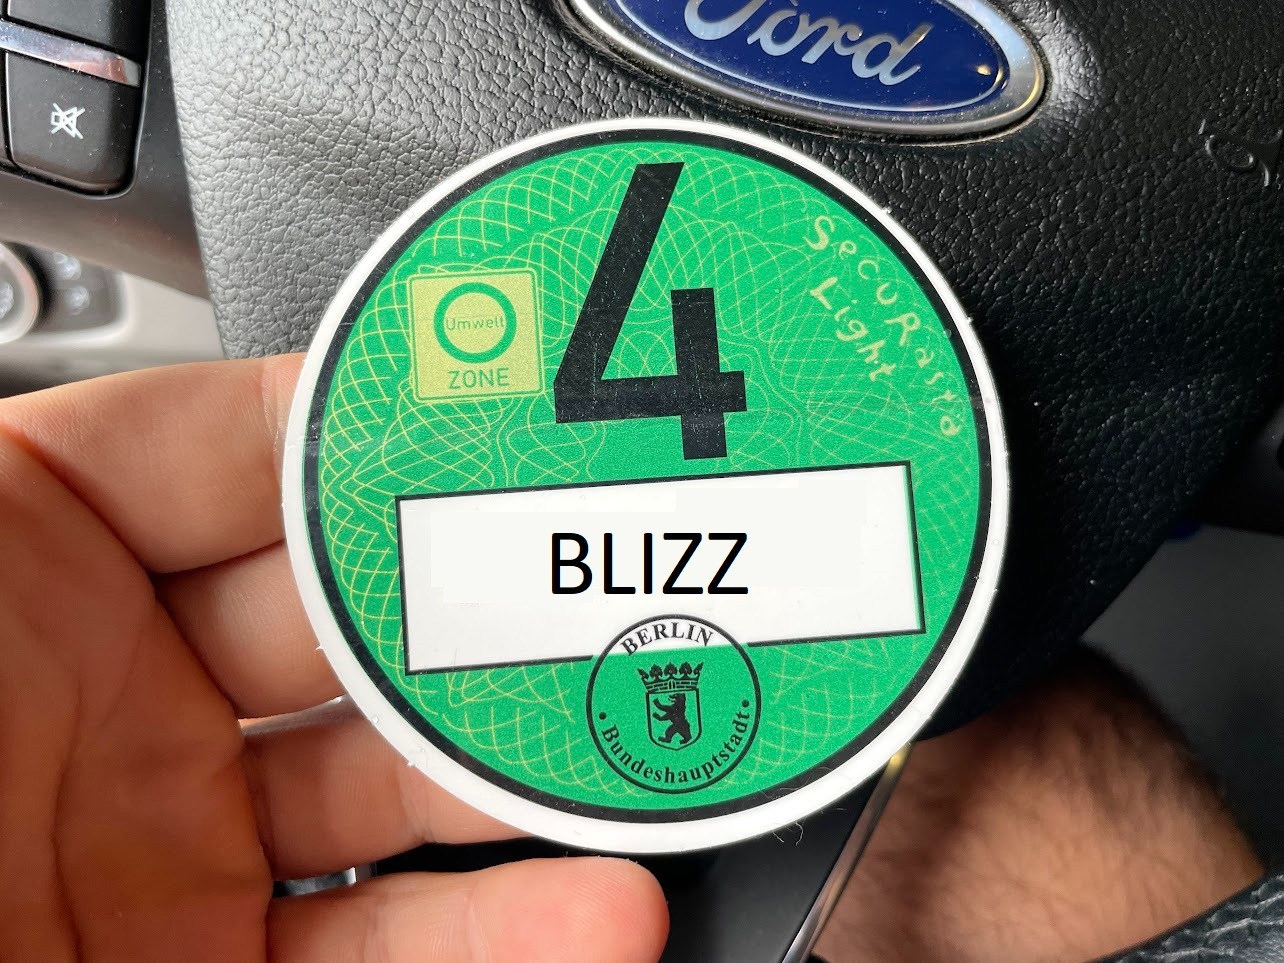 Ford
4
SecuRasta
Light
Umwelt
ZONE
BLIZZ
BERLIN
Bundeshauptstadt